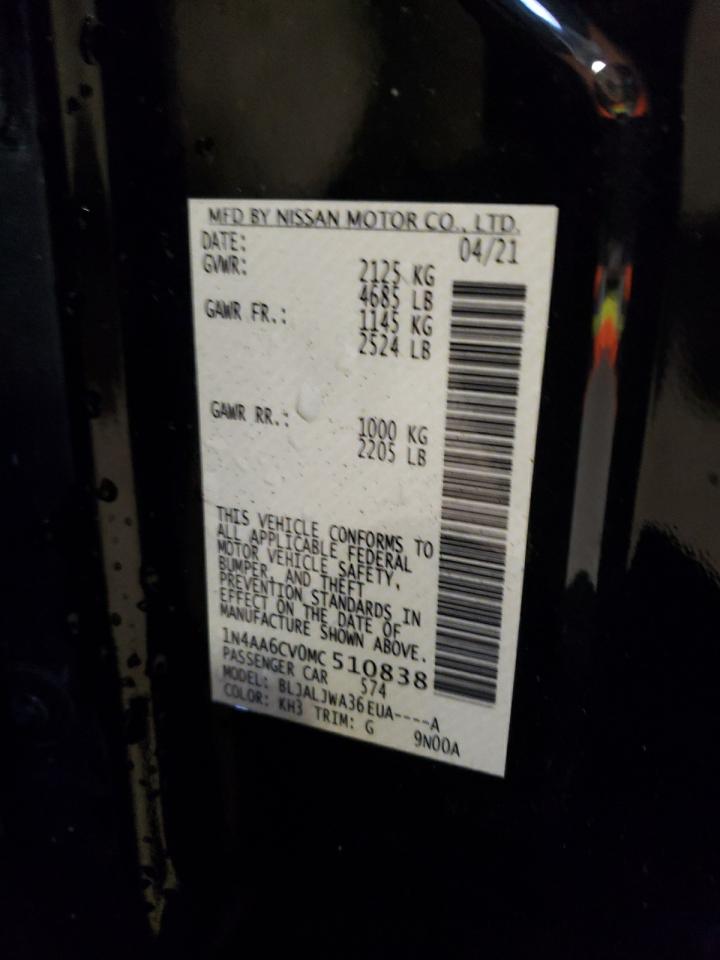 MFD BY NISSAN MOTOR CO., LTD.
DATE: 04/21
GVWR: 2125 KG
4685 LB
GAWR FR.: 1145 KG
2524 LB
GAWR RR.: 1000 KG
2205 LB
THIS VEHICLE CONFORMS TO
ALL APPLICABLE FEDERAL
MOTOR VEHICLE SAFETY,
BUMPER, AND THEFT
PREVENTION STANDARDS IN
EFFECT ON THE DATE OF
MANUFACTURE SHOWN ABOVE.
1N4AA6CV0MC510838
PASSENGER CAR 574
MODEL: BLJALJWA36EUA----A
COLOR: KH3 TRIM: G 9N00A